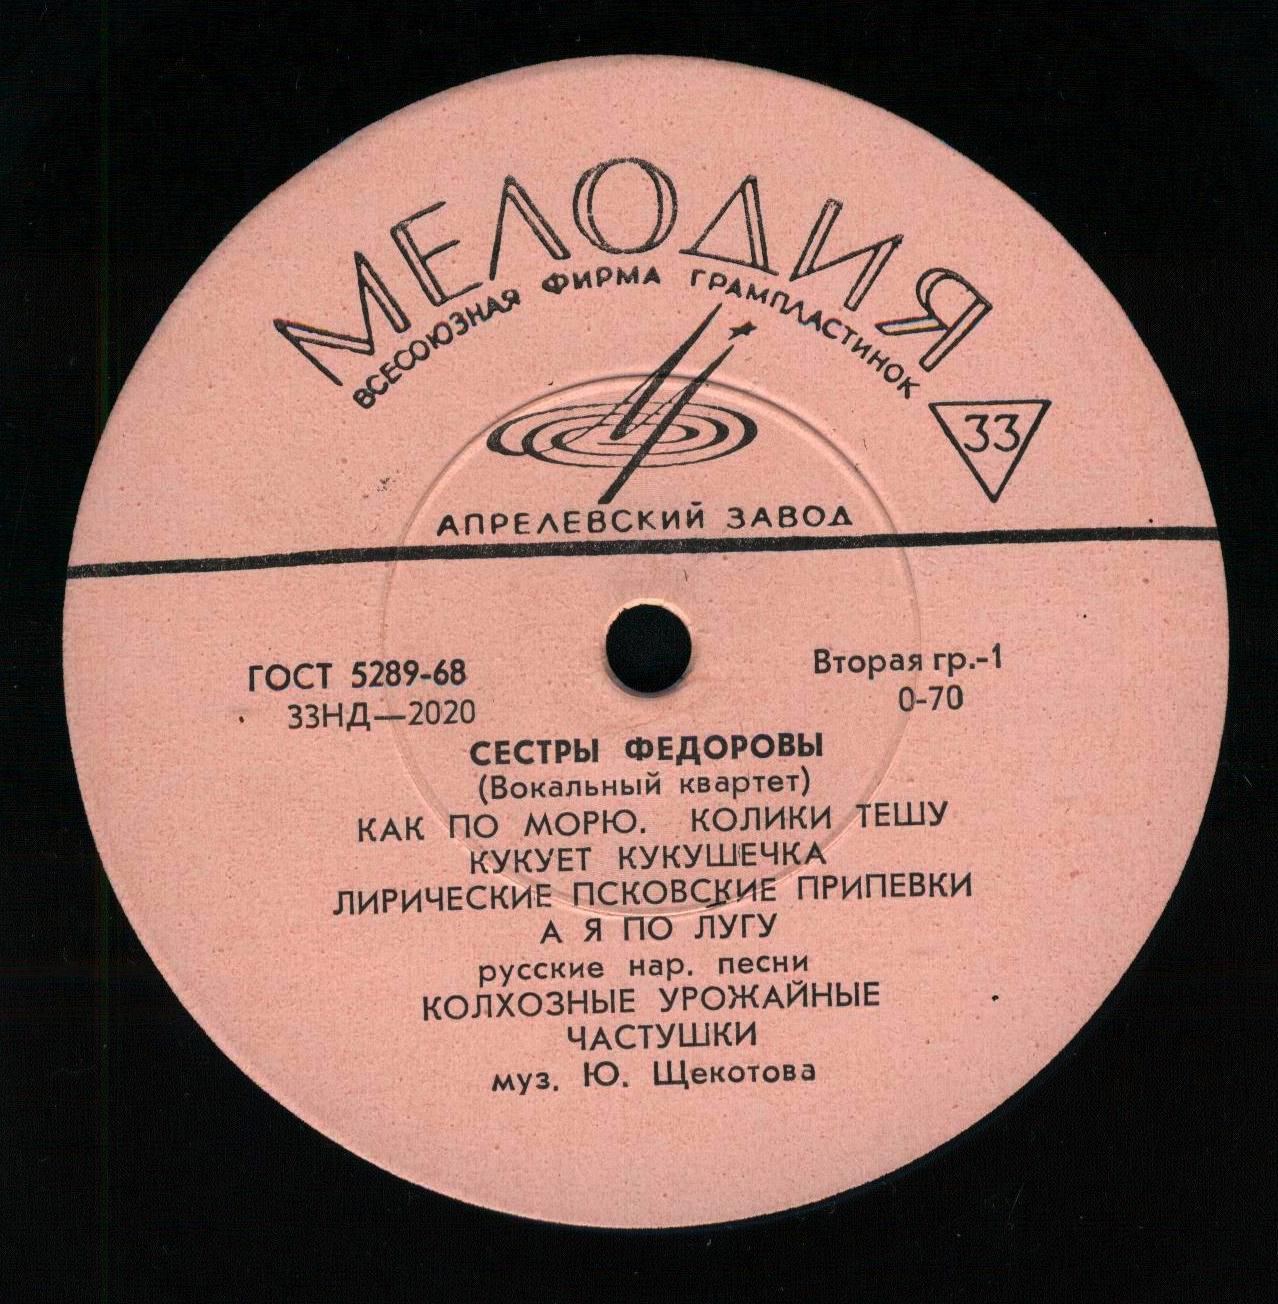 МЕЛОДИЯ
ВСЕСОЮЗНАЯ ФИРМА ГРАМПЛАСТИНОК
33
АПРЕЛЕВСКИЙ ЗАВОД
ГОСТ 5289-68
Вторая гр.-1
33НД—2020
0-70
СЕСТРЫ ФЕДОРОВЫ
(Вокальный квартет)
КАК ПО МОРЮ. КОЛИКИ ТЕШУ
КУКУЕТ КУКУШЕЧКА
ЛИРИЧЕСКИЕ ПСКОВСКИЕ ПРИПЕВКИ
А Я ПО ЛУГУ
русские нар. песни
КОЛХОЗНЫЕ УРОЖАЙНЫЕ
ЧАСТУШКИ
муз. Ю. Щекотова